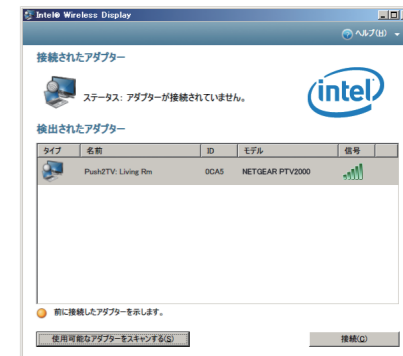 Intel® Wireless Display
ヘルプ(H)
接続されたアダプター
ステータス: アダプターが接続されていません。
intel
検出されたアダプター
タイプ 名前 ID モデル 信号
Push2TV: Living Rm 0CA5 NETGEAR PTV2000
前に接続したアダプターを示します。
使用可能なアダプターをスキャンする(S) 接続(C)